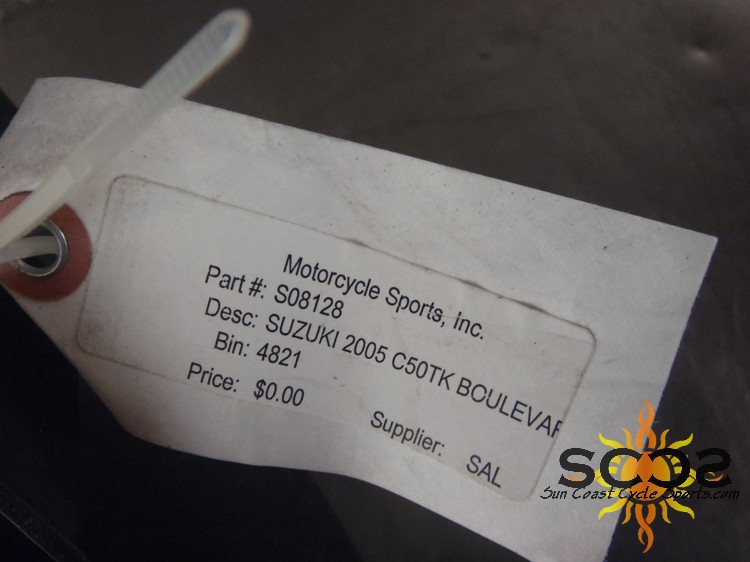 Motorcycle Sports, Inc.
Part #: S08128
Desc: SUZUKI 2005 C50TK BOULEVAR
Bin: 4821
Price: $0.00
Supplier: SAL
SCCS
Sun Coast Cycle Sports.com